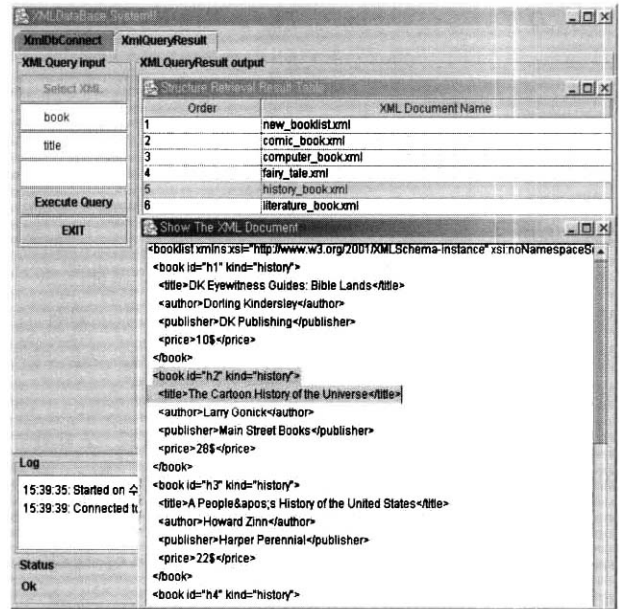 XMLDataBase System!!
XmlDbConnect XmlQueryResult
XMLQuery input XMLQueryResult output
Select XML
book
title
Execute Query
EXIT
Structure Retrieval Result Table
Order XML Document Name
1 new_booklist.xml
2 comic_book.xml
3 computer_book.xml
4 fairy_tale.xml
5 history_book.xml
6 literature_book.xml
Show The XML Document
<booklist xmlns:xsi="http://www.w3.org/2001/XMLSchema-instance" xsi:noNamespaceS
<book id="h1" kind="history">
<title>DK Eyewitness Guides: Bible Lands</title>
<author>Dorling Kindersley</author>
<publisher>DK Publishing</publisher>
<price>10$</price>
</book>
<book id="h2" kind="history">
<title>The Cartoon History of the Universe</title>
<author>Larry Gonick</author>
<publisher>Main Street Books</publisher>
<price>28$</price>
</book>
<book id="h3" kind="history">
<title>A People&apos;s History of the United States</title>
<author>Howard Zinn</author>
<publisher>Harper Perennial</publisher>
<price>22$</price>
</book>
<book id="h4" kind="history">
Log
15:39:35: Started on 수
15:39:39: Connected to
Status
Ok